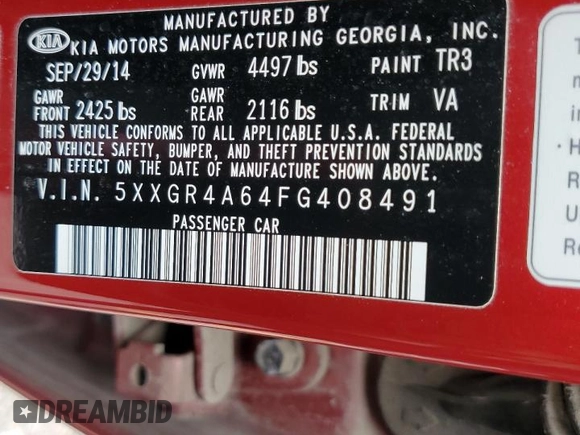 MANUFACTURED BY
KIA KIA MOTORS MANUFACTURING GEORGIA, INC.
SEP/29/14 GVWR 4497 lbs PAINT TR3
GAWR FRONT 2425 lbs GAWR REAR 2116 lbs TRIM VA
THIS VEHICLE CONFORMS TO ALL APPLICABLE U.S.A. FEDERAL
MOTOR VEHICLE SAFETY, BUMPER, AND THEFT PREVENTION STANDARDS
IN EFFECT ON THE DATE OF MANUFACTURE SHOWN ABOVE.
V.I.N. 5XXGR4A64FG408491
PASSENGER CAR
DREAMBID